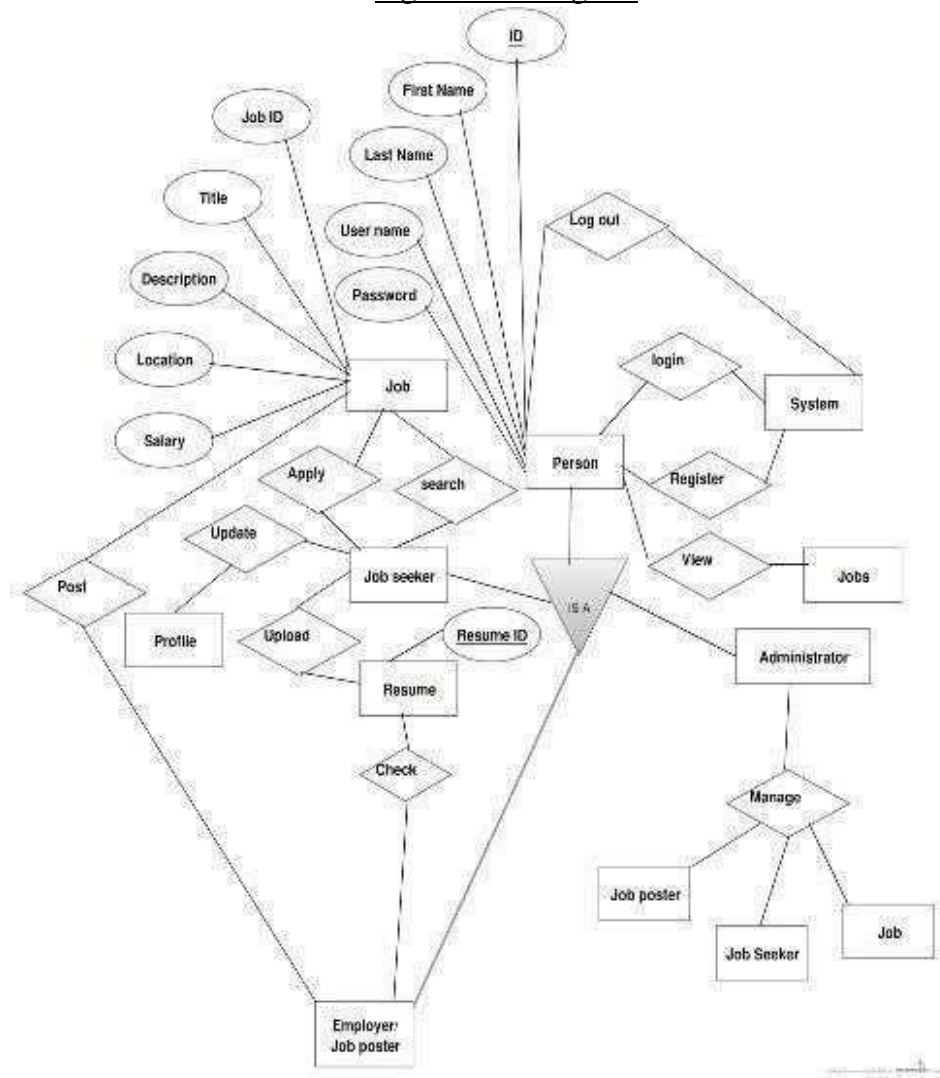 ID
First Name
Job ID
Last Name
Title
Log out
User name
Description
Password
Location
login
Job
System
Salary
Person
Apply
search
Register
Update
View
Post
Job seeker
Jobs
IS A
Profile
Upload
Resume ID
Administrator
Resume
Check
Manage
Job poster
Job
Job Seeker
Employer/
Job poster